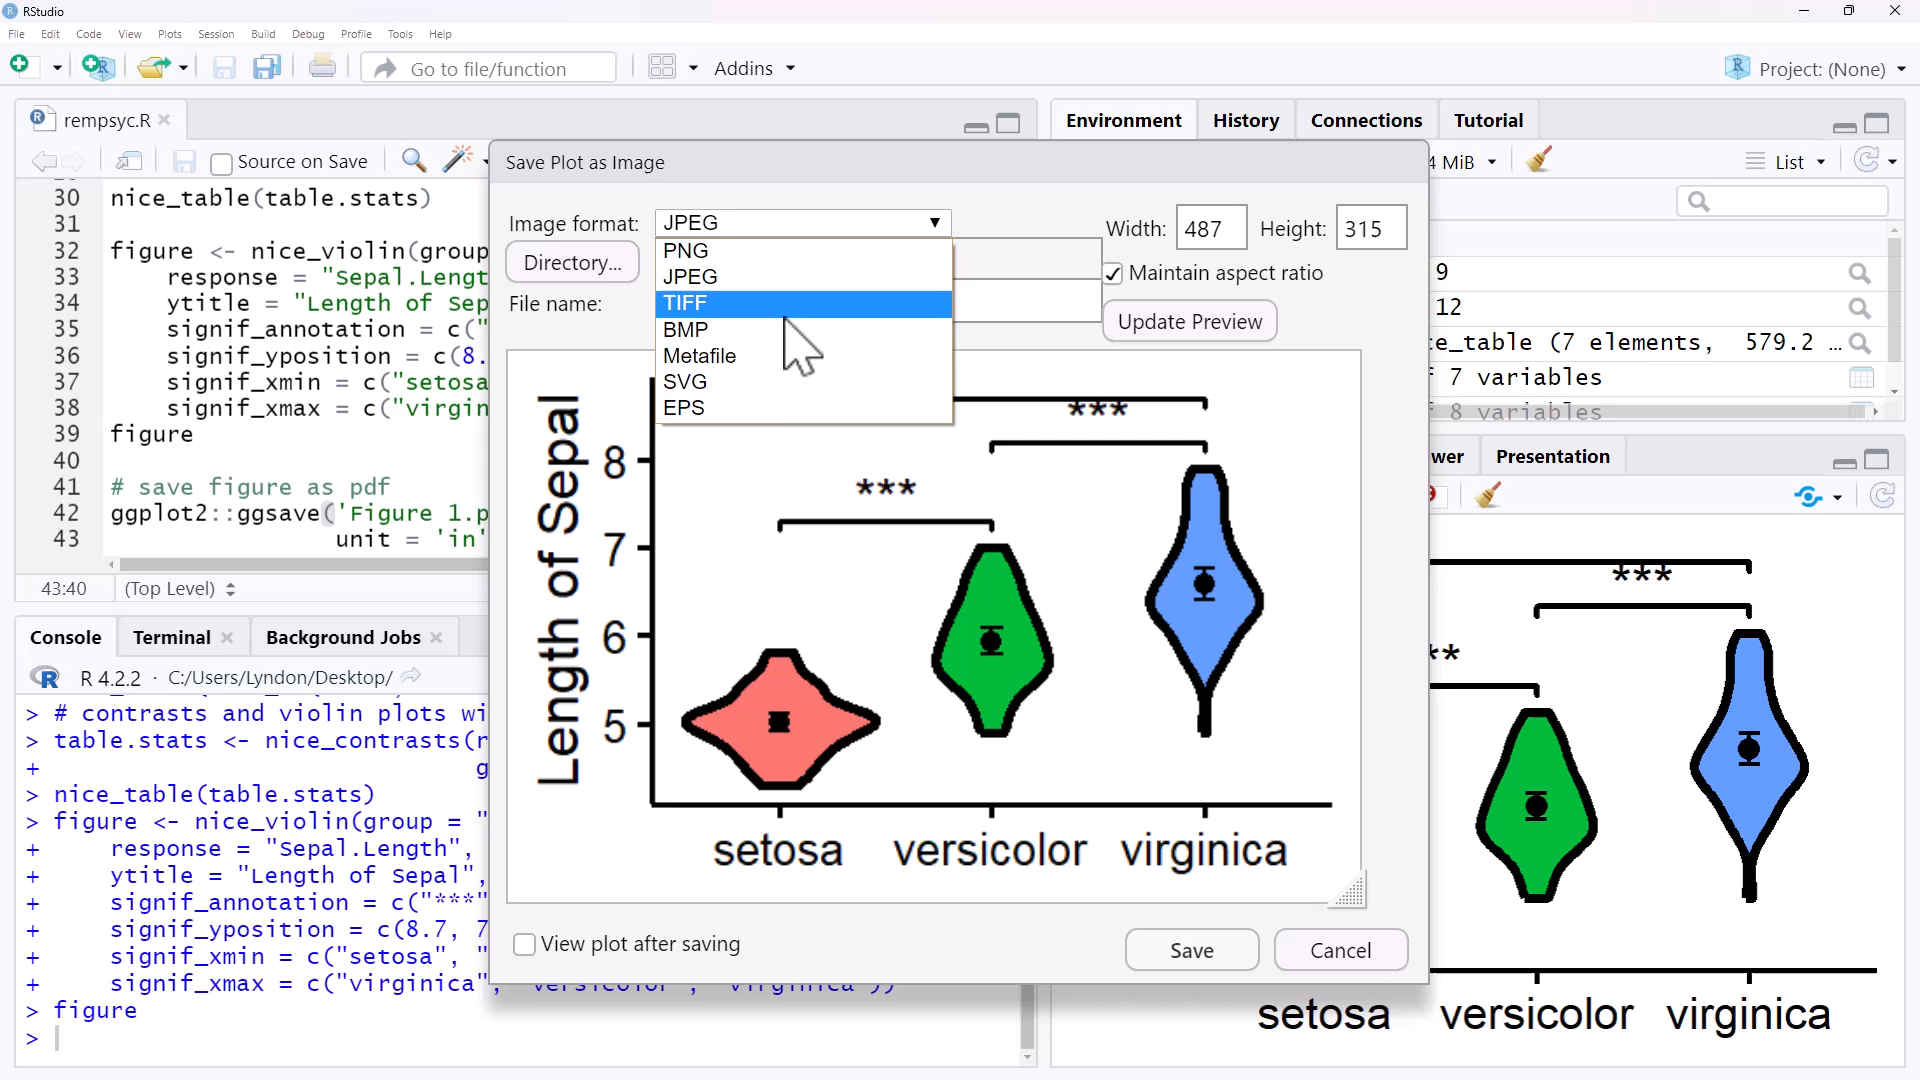 RStudio
File Edit Code View Plots Session Build Debug Profile Tools Help
Go to file/function Addins Project: (None)
rempsyc.R
Source on Save
30 nice_table(table.stats)
31
32 figure <- nice_violin(group
33 response = "Sepal.Lengt
34 ytitle = "Length of Sep
35 signif_annotation = c("
36 signif_yposition = c(8.
37 signif_xmin = c("setosa
38 signif_xmax = c("virgin
39 figure
40
41 # save figure as pdf
42 ggplot2::ggsave('Figure 1.p
43 unit = 'in'
43:40 (Top Level)
Console Terminal Background Jobs
R 4.2.2 · C:/Users/Lyndon/Desktop/
> # contrasts and violin plots wi
> table.stats <- nice_contrasts(r
+ g
> nice_table(table.stats)
> figure <- nice_violin(group = "
+ response = "Sepal.Length",
+ ytitle = "Length of Sepal",
+ signif_annotation = c("***"
+ signif_yposition = c(8.7, 7
+ signif_xmin = c("setosa", "
+ signif_xmax = c("virginica", "versicolor", "virginica"))
> figure
>
Save Plot as Image
Image format: JPEG
PNG
JPEG
TIFF
BMP
Metafile
SVG
EPS
Directory...
File name:
Width: 487 Height: 315
Maintain aspect ratio
Update Preview
Length of Sepal
8
7
6
5
***
***
setosa versicolor virginica
View plot after saving
Save Cancel
Environment History Connections Tutorial
4 MiB List
9
12
e_table (7 elements, 579.2 ...
f 7 variables
f 8 variables
wer Presentation
***
**
setosa versicolor virginica